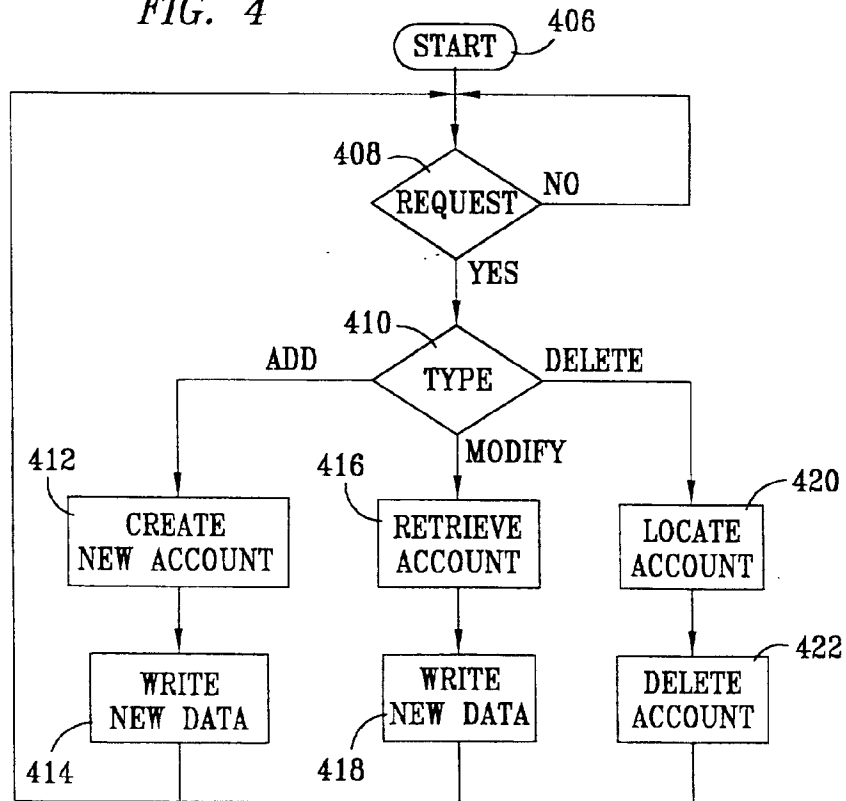 FIG. 4
START
406
408
REQUEST
NO
YES
410
ADD
TYPE
DELETE
MODIFY
412
416
420
CREATE
NEW ACCOUNT
RETRIEVE
ACCOUNT
LOCATE
ACCOUNT
422
WRITE
NEW DATA
WRITE
NEW DATA
DELETE
ACCOUNT
414
418